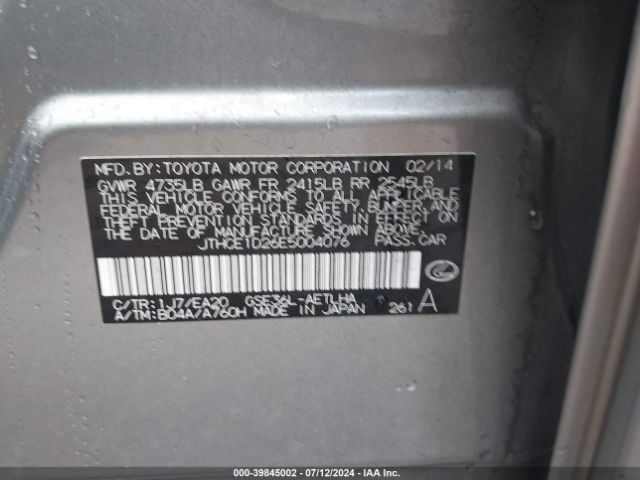 MFD.BY:TOYOTA MOTOR CORPORATION 02/14
GVWR 4735LB GAWR FR 2415LB RR 2545LB
THIS VEHICLE CONFORMS TO ALL APPLICABLE
FEDERAL MOTOR VEHICLE SAFETY, BUMPER AND
THEFT PREVENTION STANDARDS IN EFFECT ON
THE DATE OF MANUFACTURE SHOWN ABOVE.
JTHCE1D26E5004076 PASS.CAR
C/TR:1J7/EA20 GSE36L-AETLHA
A/TM:B04A/A760H MADE IN JAPAN 261 A
000-39845002 / 07/12/2024 / IAA Inc.